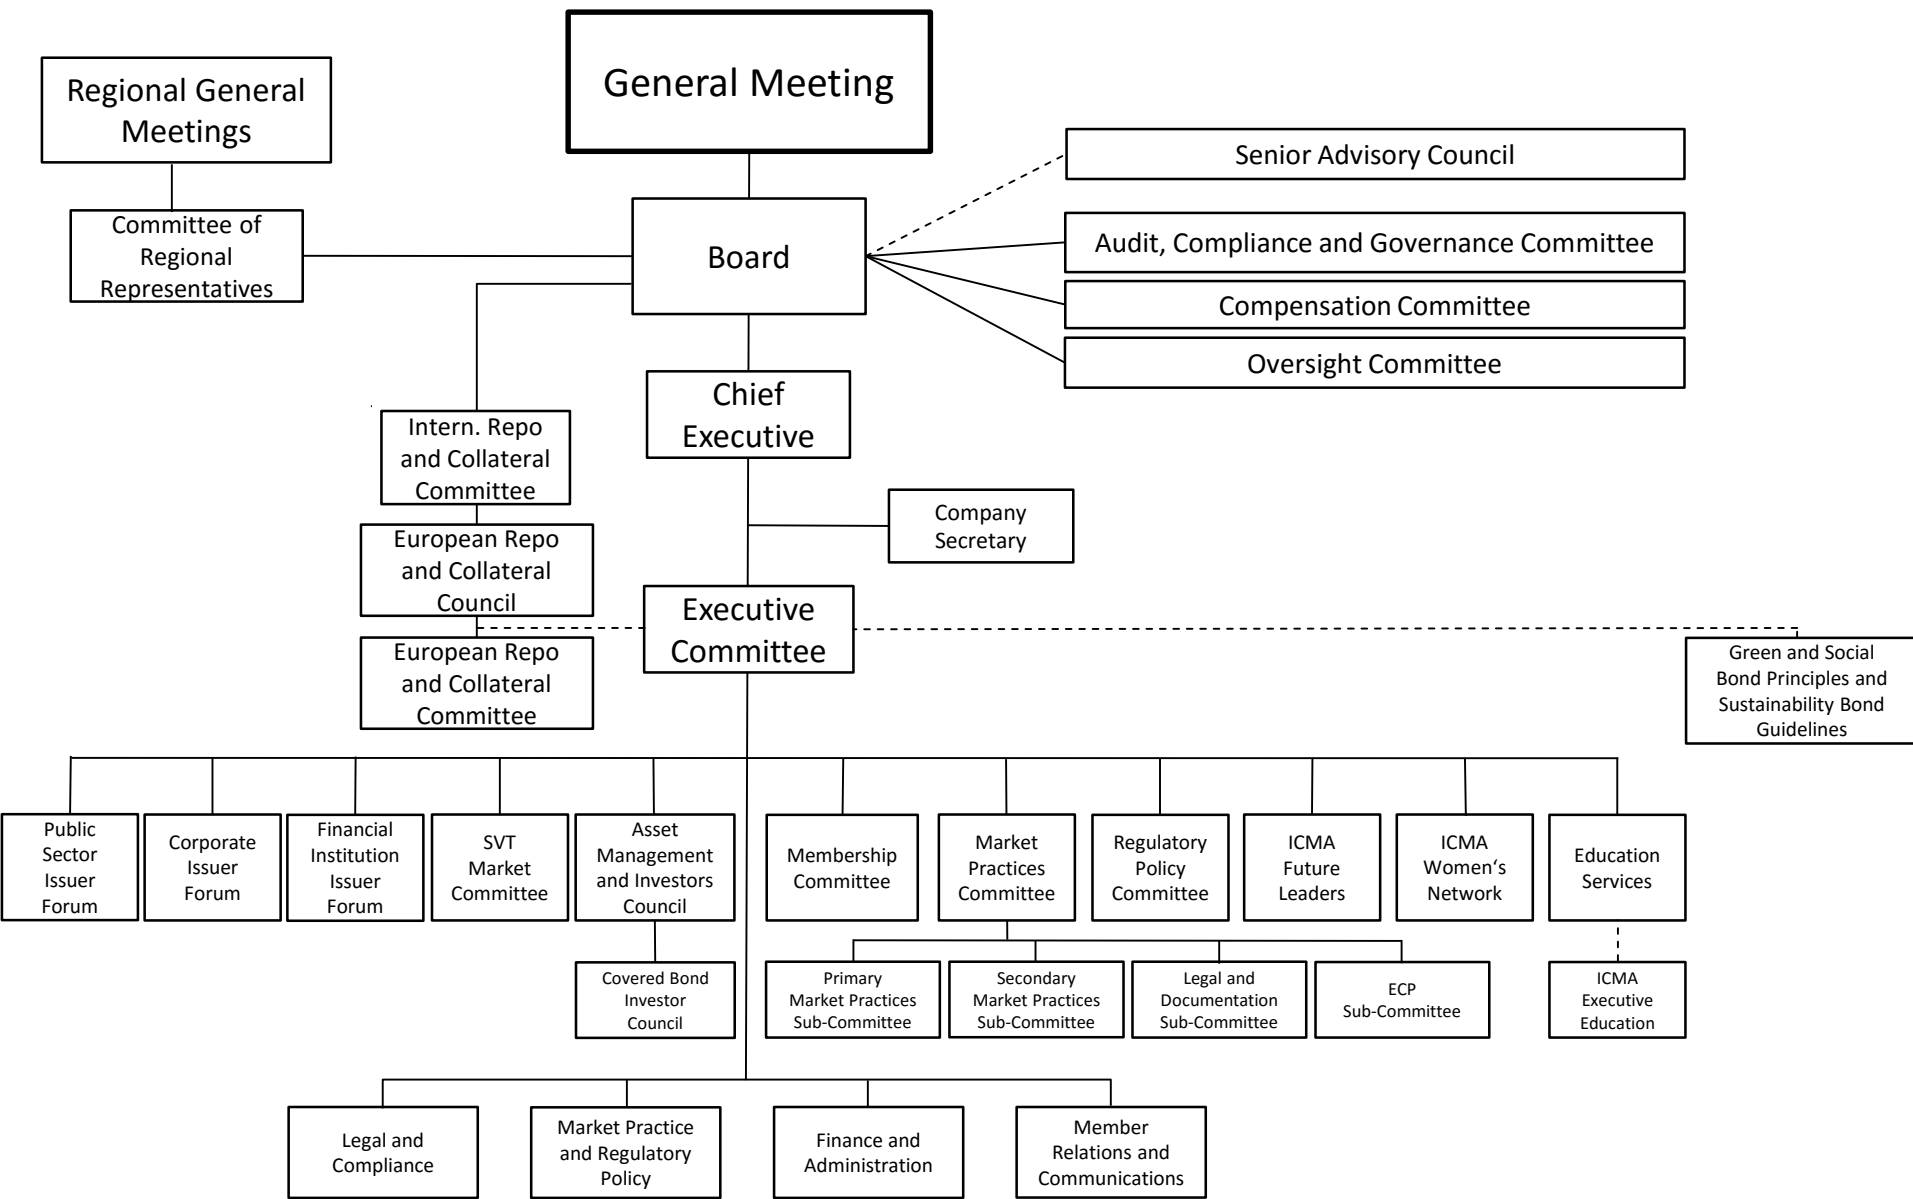 General Meeting
Regional General
Meetings
Senior Advisory Council
Committee of
Regional
Representatives
Board
Audit, Compliance and Governance Committee
Compensation Committee
Oversight Committee
Chief
Executive
Intern. Repo
and Collateral
Committee
Company
Secretary
European Repo
and Collateral
Council
Executive
Committee
European Repo
and Collateral
Committee
Green and Social
Bond Principles and
Sustainability Bond
Guidelines
Public
Sector
Issuer
Forum
Corporate
Issuer
Forum
Financial
Institution
Issuer
Forum
SVT
Market
Committee
Asset
Management
and Investors
Council
Membership
Committee
Market
Practices
Committee
Regulatory
Policy
Committee
ICMA
Future
Leaders
ICMA
Women‘s
Network
Education
Services
Covered Bond
Investor
Council
Primary
Market Practices
Sub-Committee
Secondary
Market Practices
Sub-Committee
Legal and
Documentation
Sub-Committee
ECP
Sub-Committee
ICMA
Executive
Education
Legal and
Compliance
Market Practice
and Regulatory
Policy
Finance and
Administration
Member
Relations and
Communications